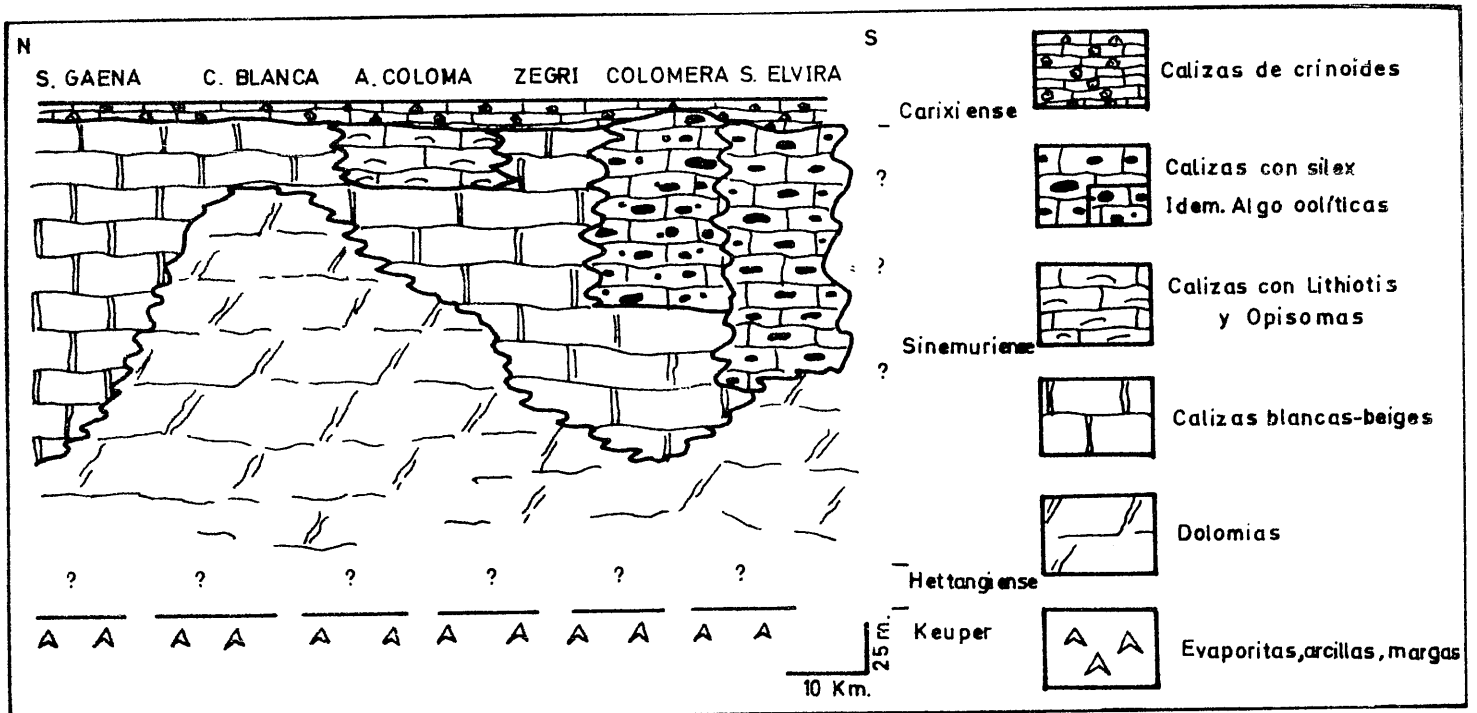 N
S
S. GAENA C. BLANCA A. COLOMA ZEGRI COLOMERA S. ELVIRA
Carixiense
?
?
Sinemuriense
?
? ? ? ? ? ?
Hettangiense
Keuper
25 m.
10 Km.
Calizas de crinoides
Calizas con sílex
Idem. Algo oolíticas
Calizas con Lithiotis
y Opisomas
Calizas blancas-beiges
Dolomias
Evaporitas,arcillas,margas